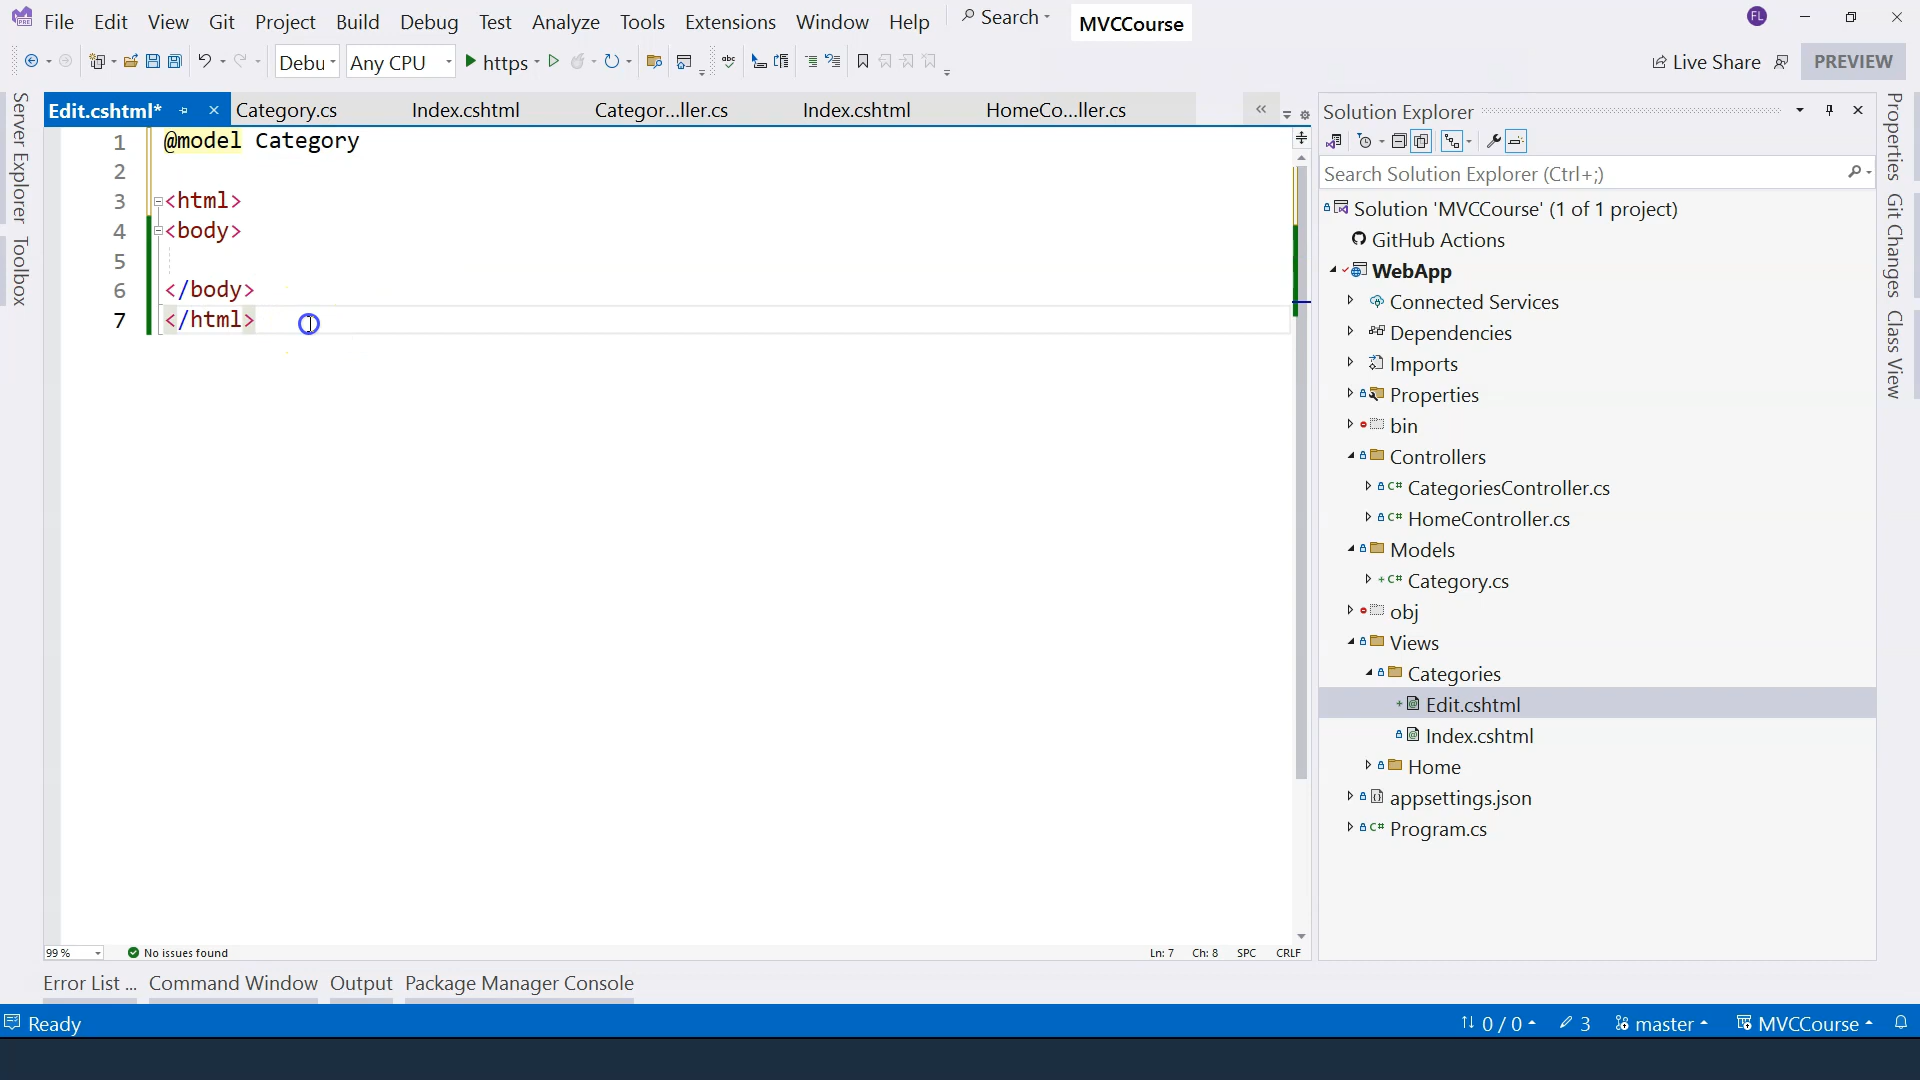 File Edit View Git Project Build Debug Test Analyze Tools Extensions Window Help Search MVCCourse
Debu Any CPU https Live Share PREVIEW
Edit.cshtml* Category.cs Index.cshtml Categor...ller.cs Index.cshtml HomeCo...ller.cs
Server Explorer
Toolbox
1 @model Category
2
3 <html>
4 <body>
5
6 </body>
7 </html>
99 % No issues found Ln: 7 Ch: 8 SPC CRLF
Solution Explorer
Search Solution Explorer (Ctrl+;)
Solution 'MVCCourse' (1 of 1 project)
GitHub Actions
WebApp
Connected Services
Dependencies
Imports
Properties
bin
Controllers
C# CategoriesController.cs
C# HomeController.cs
Models
C# Category.cs
obj
Views
Categories
Edit.cshtml
Index.cshtml
Home
appsettings.json
C# Program.cs
Properties
Git Changes
Class View
Error List ... Command Window Output Package Manager Console
Ready 0 / 0 3 master MVCCourse
FL